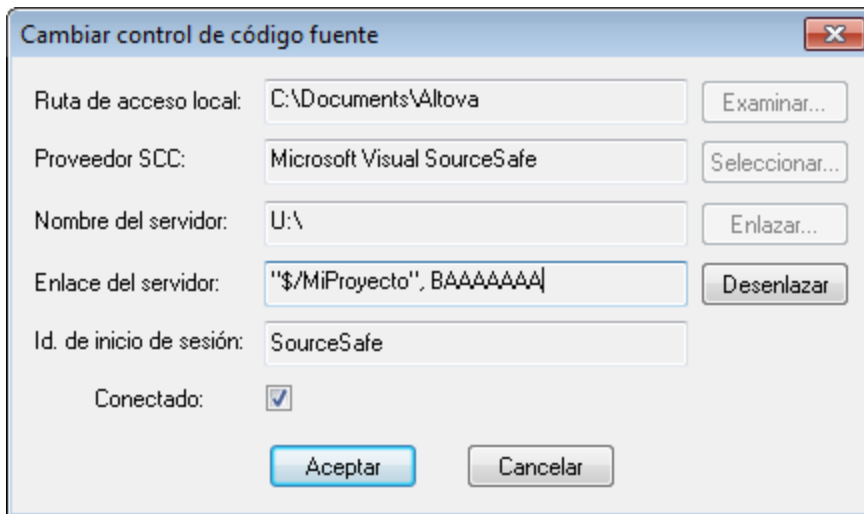 Cambiar control de código fuente
Ruta de acceso local: C:\Documents\Altova Examinar...
Proveedor SCC: Microsoft Visual SourceSafe Seleccionar...
Nombre del servidor: U:\ Enlazar...
Enlace del servidor: "$/MiProyecto", BAAAAAAA Desenlazar
Id. de inicio de sesión: SourceSafe
Conectado:
Aceptar Cancelar